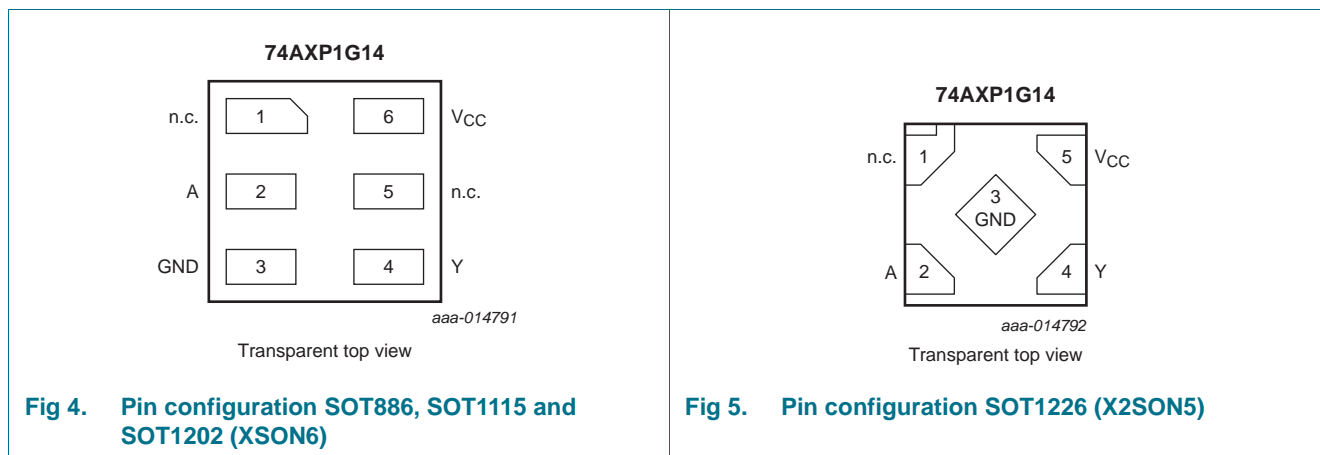 74AXP1G14
n.c. 1 6 VCC
A 2 5 n.c.
GND 3 4 Y
aaa-014791
Transparent top view
Fig 4. Pin configuration SOT886, SOT1115 and
SOT1202 (XSON6)
74AXP1G14
n.c. 1 5 VCC
3
GND
A 2 4 Y
aaa-014792
Transparent top view
Fig 5. Pin configuration SOT1226 (X2SON5)